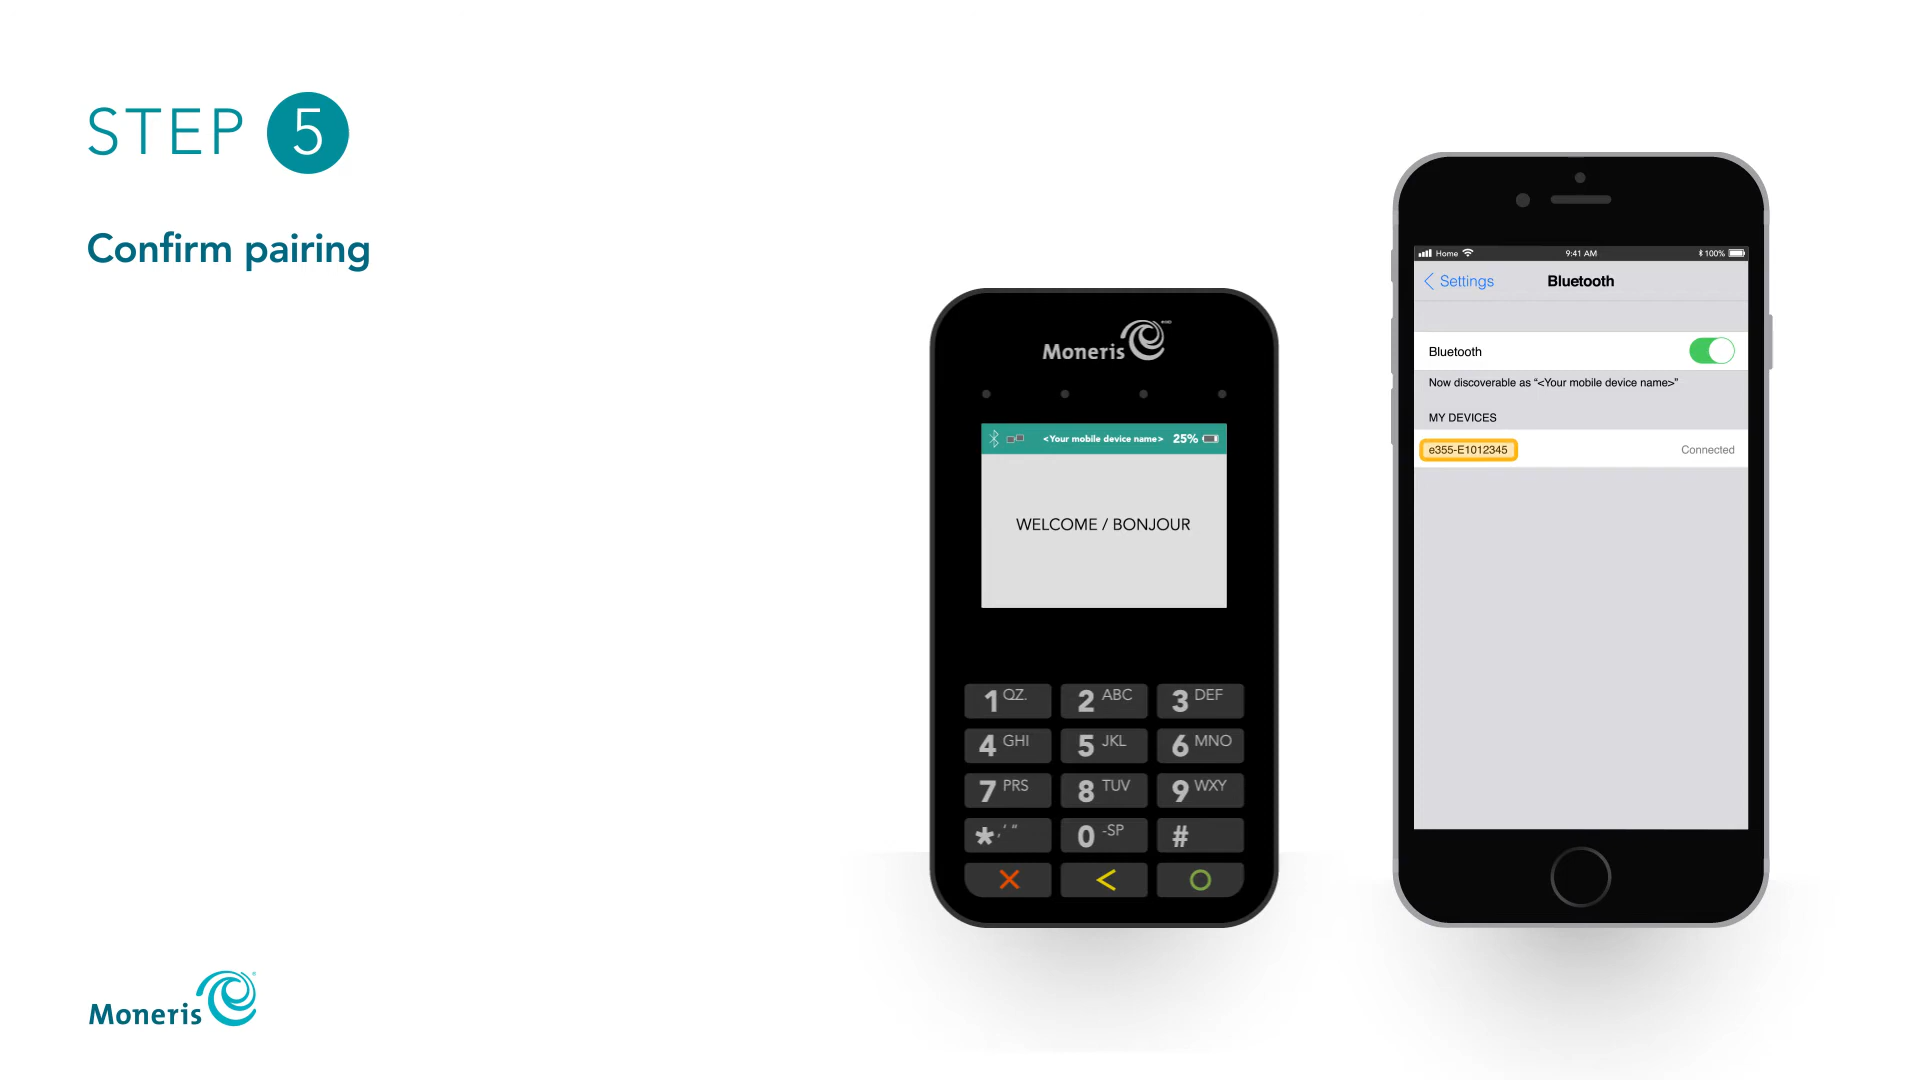 STEP 5
Confirm pairing
Moneris
<Your mobile device name> 25%
WELCOME / BONJOUR
1 QZ. 2 ABC 3 DEF
4 GHI 5 JKL 6 MNO
7 PRS 8 TUV 9 WXY
* ,‘ “ 0 -SP #
Home 9:41 AM 100%
Settings Bluetooth
Bluetooth
Now discoverable as “<Your mobile device name>”
MY DEVICES
e355-E1012345 Connected
Moneris